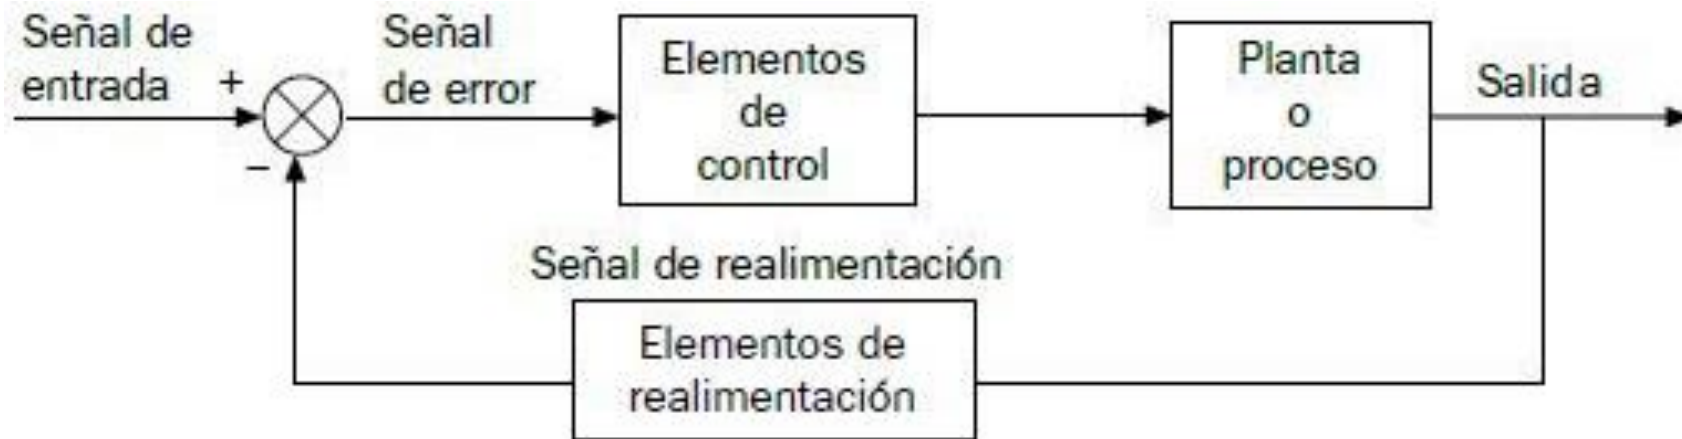 Señal de
entrada
+
−
Señal
de error
Elementos
de
control
Planta
o
proceso
Salida
Señal de realimentación
Elementos de
realimentación